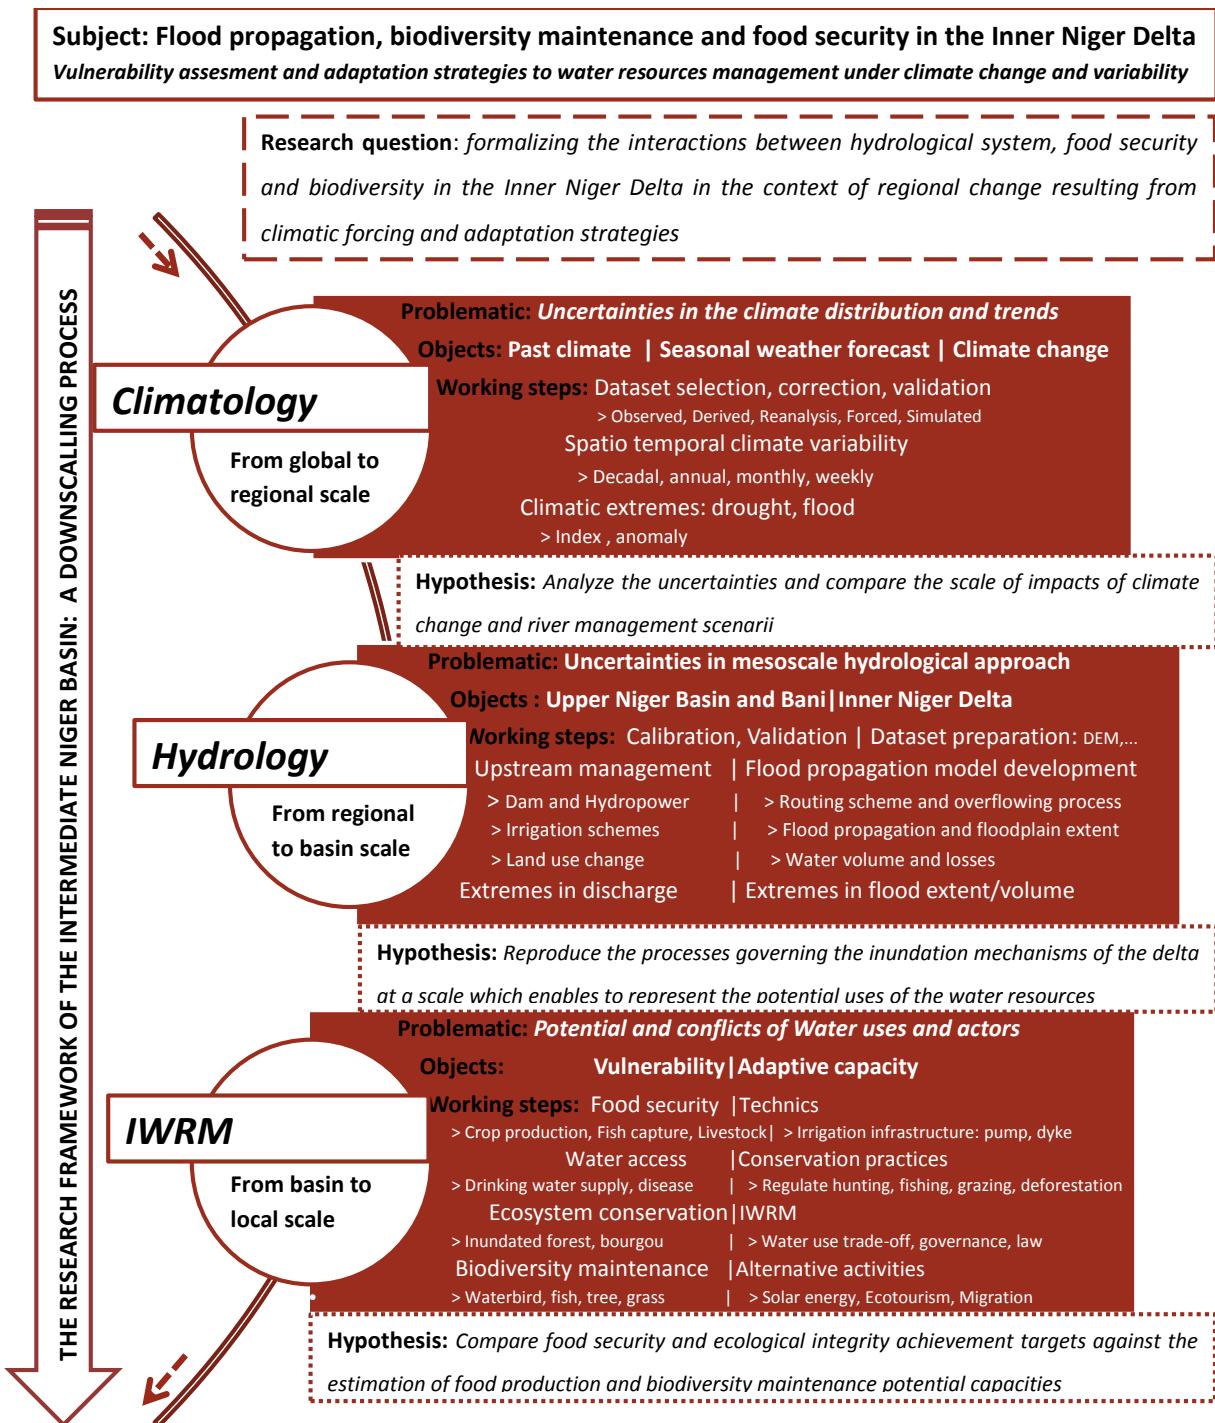 Subject: Flood propagation, biodiversity maintenance and food security in the Inner Niger Delta
Vulnerability assesment and adaptation strategies to water resources management under climate change and variability
Research question: formalizing the interactions between hydrological system, food security
and biodiversity in the Inner Niger Delta in the context of regional change resulting from
climatic forcing and adaptation strategies
THE RESEARCH FRAMEWORK OF THE INTERMEDIATE NIGER BASIN: A DOWNSCALLING PROCESS
Climatology
From global to
regional scale
Problematic: Uncertainties in the climate distribution and trends
Objects: Past climate | Seasonal weather forecast | Climate change
Working steps: Dataset selection, correction, validation
> Observed, Derived, Reanalysis, Forced, Simulated
Spatio temporal climate variability
> Decadal, annual, monthly, weekly
Climatic extremes: drought, flood
> Index , anomaly
Hypothesis: Analyze the uncertainties and compare the scale of impacts of climate
change and river management scenarii
Hydrology
From regional
to basin scale
Problematic: Uncertainties in mesoscale hydrological approach
Objects : Upper Niger Basin and Bani|Inner Niger Delta
Working steps: Calibration, Validation | Dataset preparation: DEM,...
Upstream management | Flood propagation model development
> Dam and Hydropower | > Routing scheme and overflowing process
> Irrigation schemes | > Flood propagation and floodplain extent
> Land use change | > Water volume and losses
Extremes in discharge | Extremes in flood extent/volume
Hypothesis: Reproduce the processes governing the inundation mechanisms of the delta
at a scale which enables to represent the potential uses of the water resources
IWRM
From basin to
local scale
Problematic: Potential and conflicts of Water uses and actors
Objects: Vulnerability|Adaptive capacity
Working steps: Food security |Technics
> Crop production, Fish capture, Livestock| > Irrigation infrastructure: pump, dyke
Water access |Conservation practices
> Drinking water supply, disease | > Regulate hunting, fishing, grazing, deforestation
Ecosystem conservation|IWRM
> Inundated forest, bourgou | > Water use trade-off, governance, law
Biodiversity maintenance |Alternative activities
> Waterbird, fish, tree, grass | > Solar energy, Ecotourism, Migration
Hypothesis: Compare food security and ecological integrity achievement targets against the
estimation of food production and biodiversity maintenance potential capacities